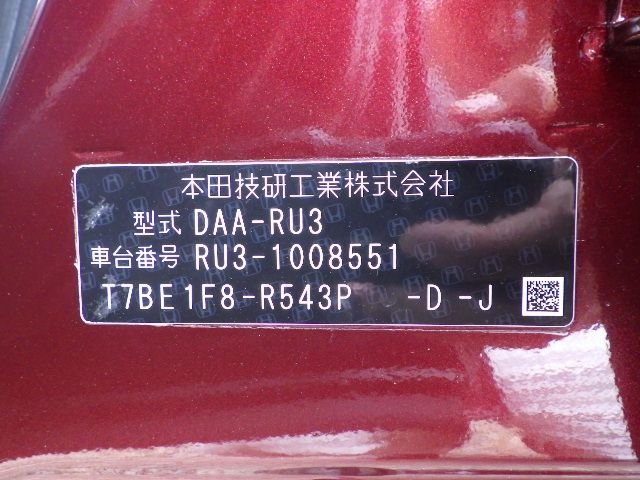 本田技研工業株式会社
型式 DAA-RU3
車台番号 RU3-1008551
T7BE1F8-R543P -D -J